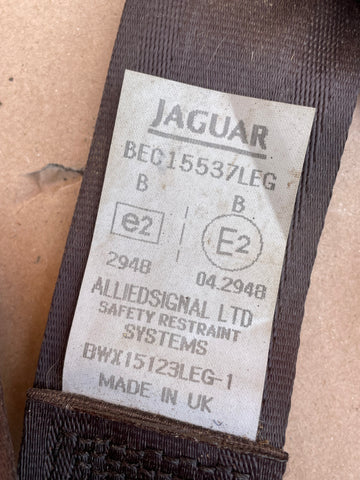 JAGUAR
BEC15537LEG
B B
e2 E2
2948 04.2948
ALLIEDSIGNAL LTD
SAFETY RESTRAINT
SYSTEMS
BWX15123LEG-1
MADE IN UK